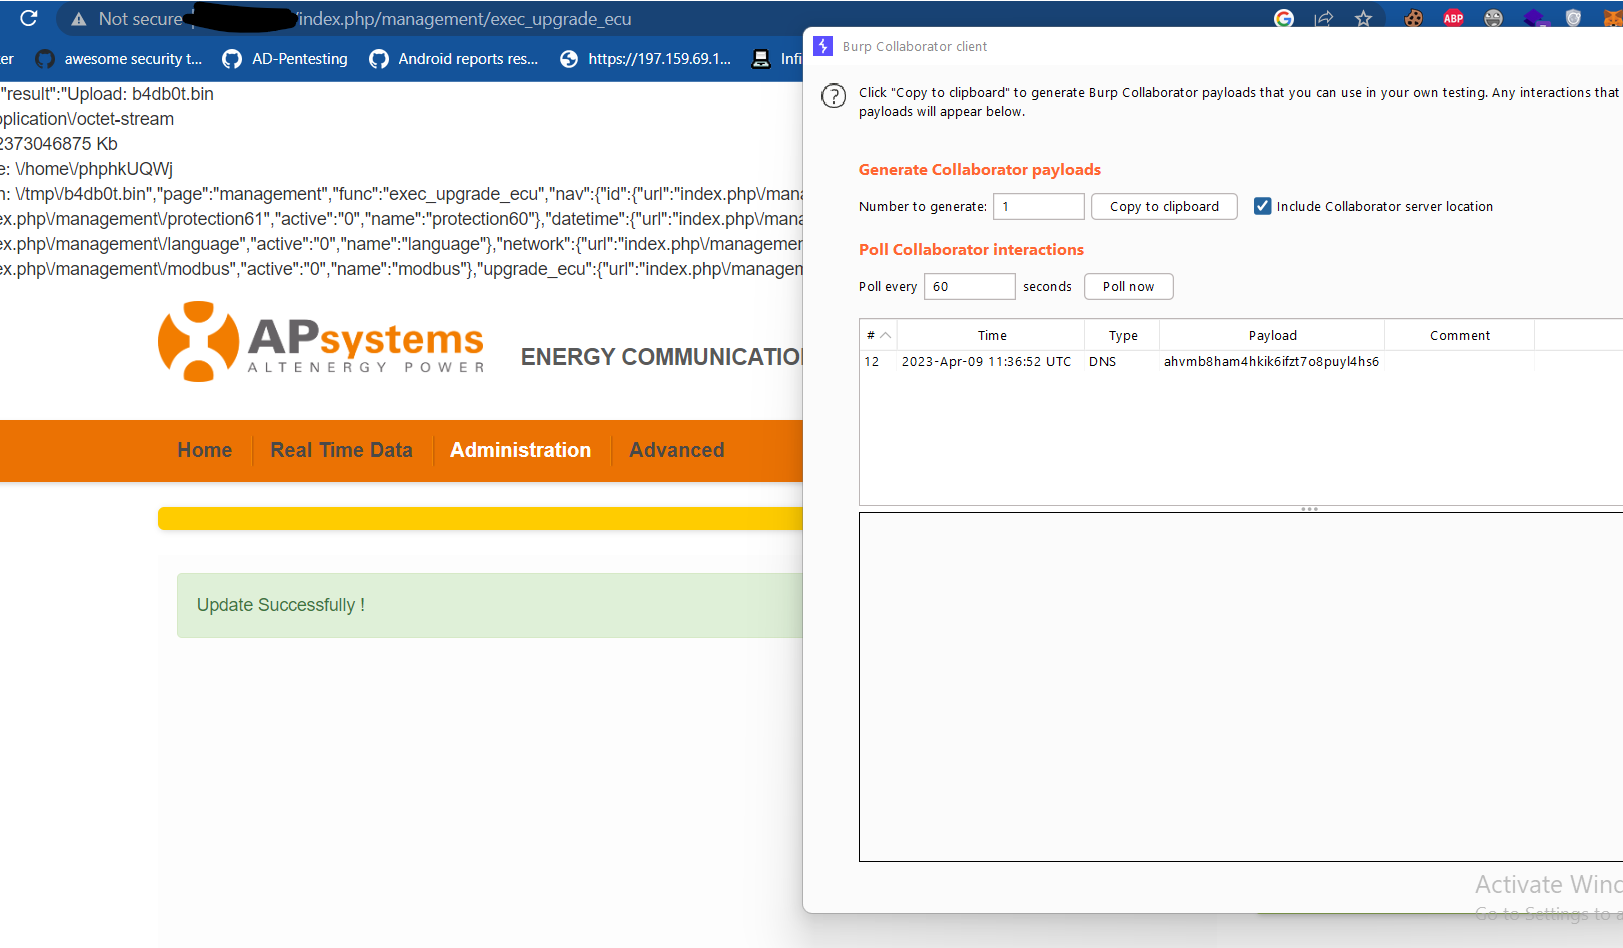 Not secure
/index.php/management/exec_upgrade_ecu
ABP
er
awesome security t...
AD-Pentesting
Android reports res...
https://197.159.69.1...
Infi
"result":"Upload: b4db0t.bin
pplication\/octet-stream
2373046875 Kb
e: \/home\/phphkUQWj
n: \/tmp\/b4db0t.bin","page":"management","func":"exec_upgrade_ecu","nav":{"id":{"url":"index.php\/mana
ex.php\/management\/protection61","active":"0","name":"protection60"},"datetime":{"url":"index.php\/mana
ex.php\/management\/language","active":"0","name":"language"},"network":{"url":"index.php\/managemen
ex.php\/management\/modbus","active":"0","name":"modbus"},"upgrade_ecu":{"url":"index.php\/managen
APsystems
ALTENERGY POWER
ENERGY COMMUNICATIO
Home
Real Time Data
Administration
Advanced
Update Successfully !
Burp Collaborator client
Click "Copy to clipboard" to generate Burp Collaborator payloads that you can use in your own testing. Any interactions that
payloads will appear below.
Generate Collaborator payloads
Number to generate: 1 Copy to clipboard Include Collaborator server location
Poll Collaborator interactions
Poll every 60 seconds Poll now
# Time Type Payload Comment
12 2023-Apr-09 11:36:52 UTC DNS ahvmb8ham4hkik6ifzt7o8puyl4hs6
Activate Winc
Go to Settings to a